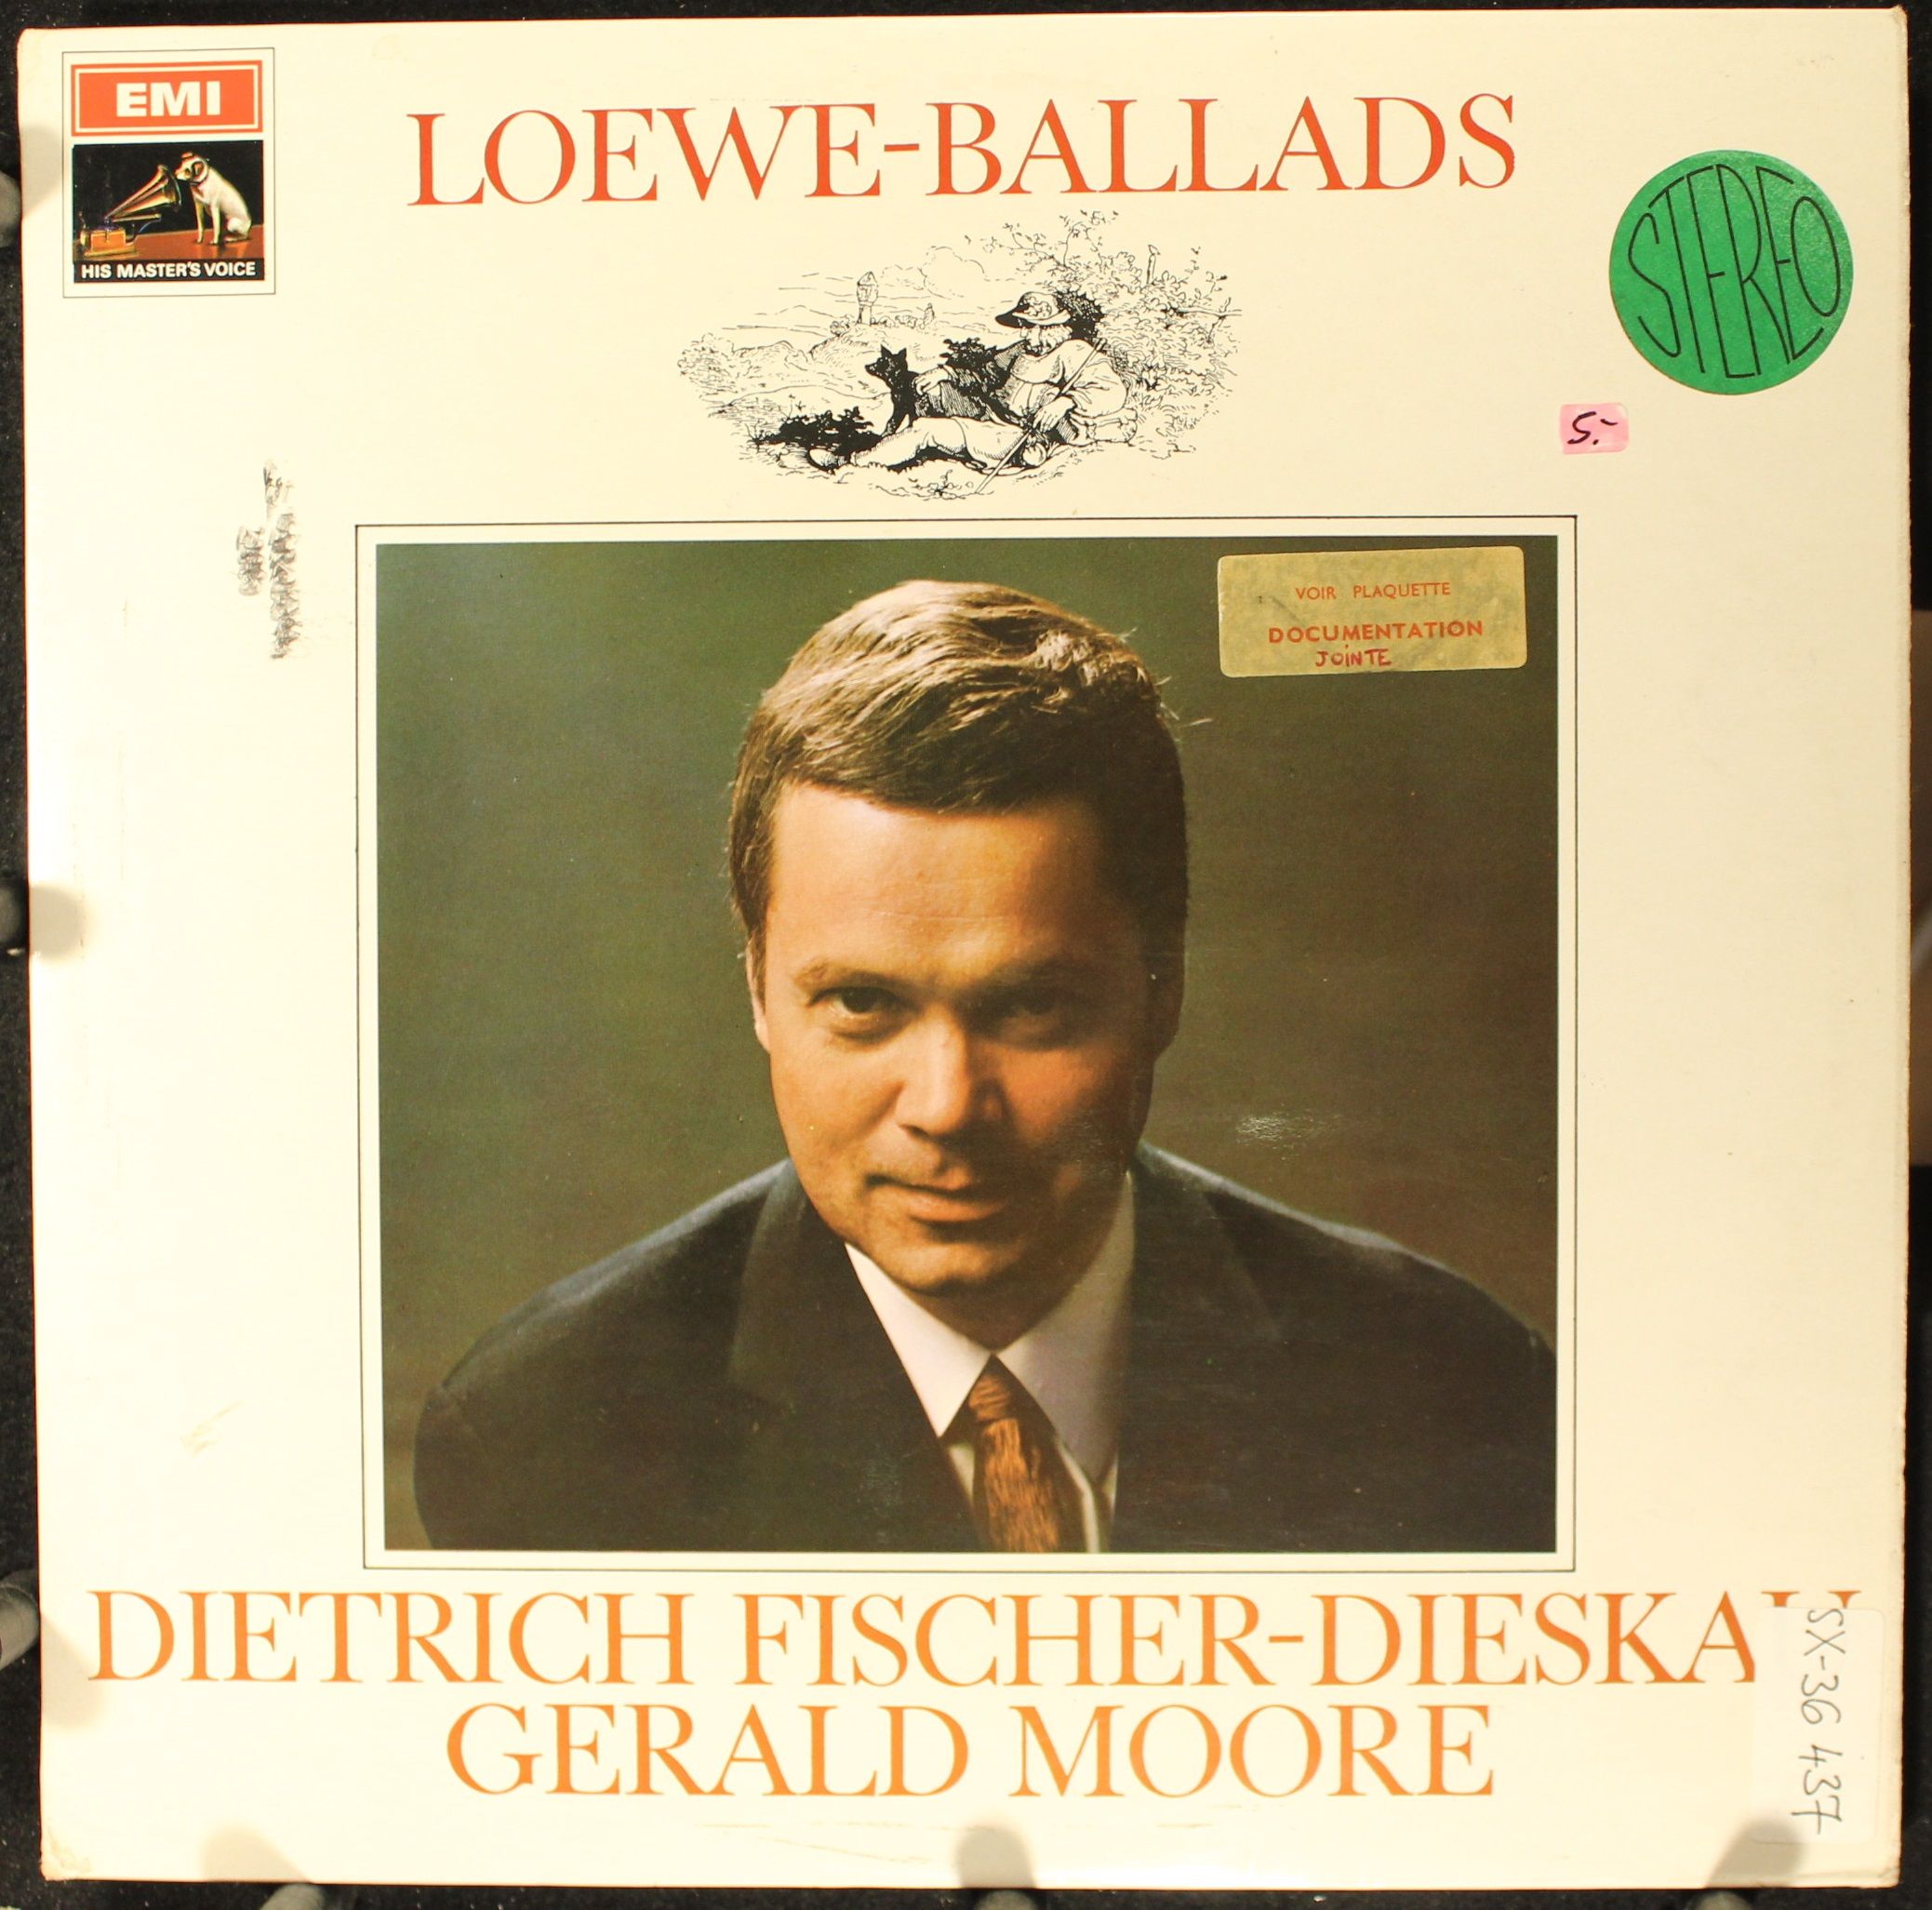 EMI
HIS MASTER'S VOICE
LOEWE-BALLADS
STEREO
5.-
VOIR PLAQUETTE
DOCUMENTATION
JOINTE
DIETRICH FISCHER-DIESKAU
GERALD MOORE
SX-36 437